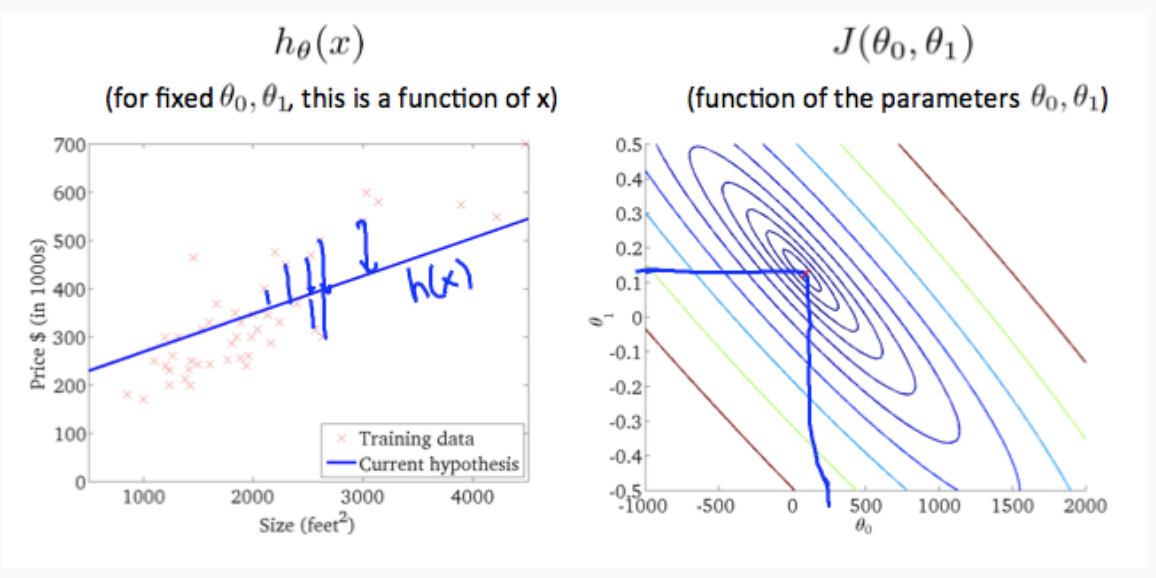 h_θ(x)
(for fixed θ₀, θ₁, this is a function of x)
700
600
500
400
300
200
100
0
Price $ (in 1000s)
h(x)
Training data
Current hypothesis
1000
2000
3000
4000
Size (feet²)
J(θ₀, θ₁)
(function of the parameters θ₀, θ₁)
0.5
0.4
0.3
0.2
0.1
0
-0.1
-0.2
-0.3
-0.4
-0.5
θ₁
-1000
-500
0
500
1000
1500
2000
θ₀